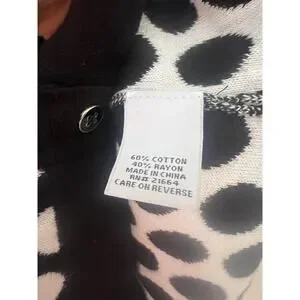 60% COTTON
40% RAYON
MADE IN CHINA
RN# 21664
CARE ON REVERSE